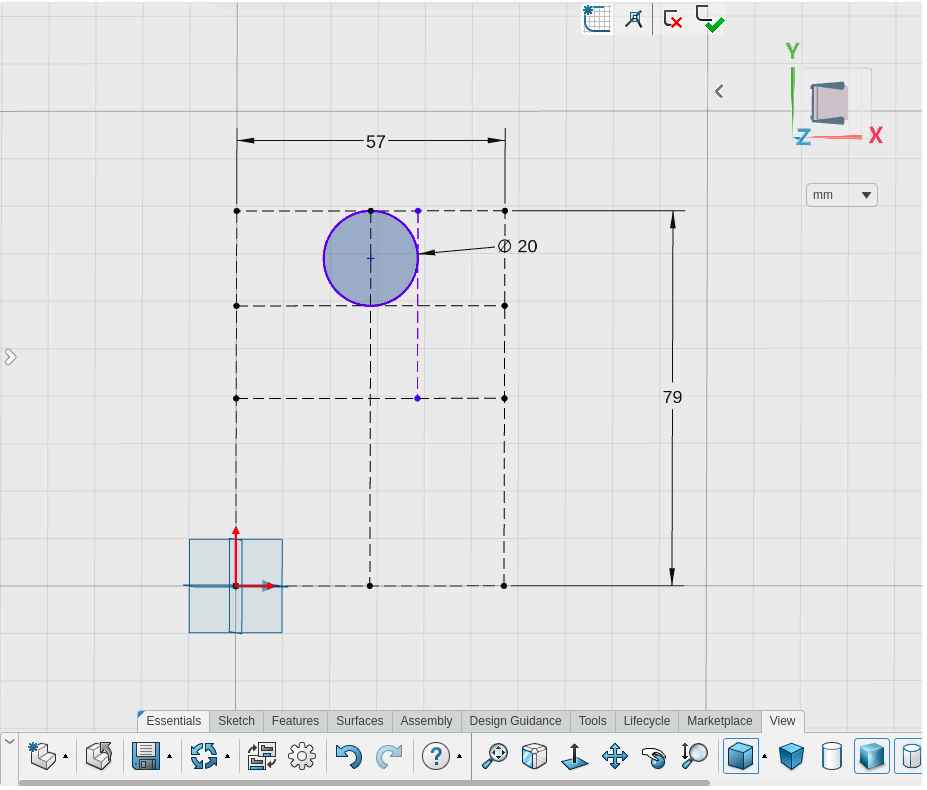 Y
57
Z X
mm
Ø 20
79
Essentials Sketch Features Surfaces Assembly Design Guidance Tools Lifecycle Marketplace View
?